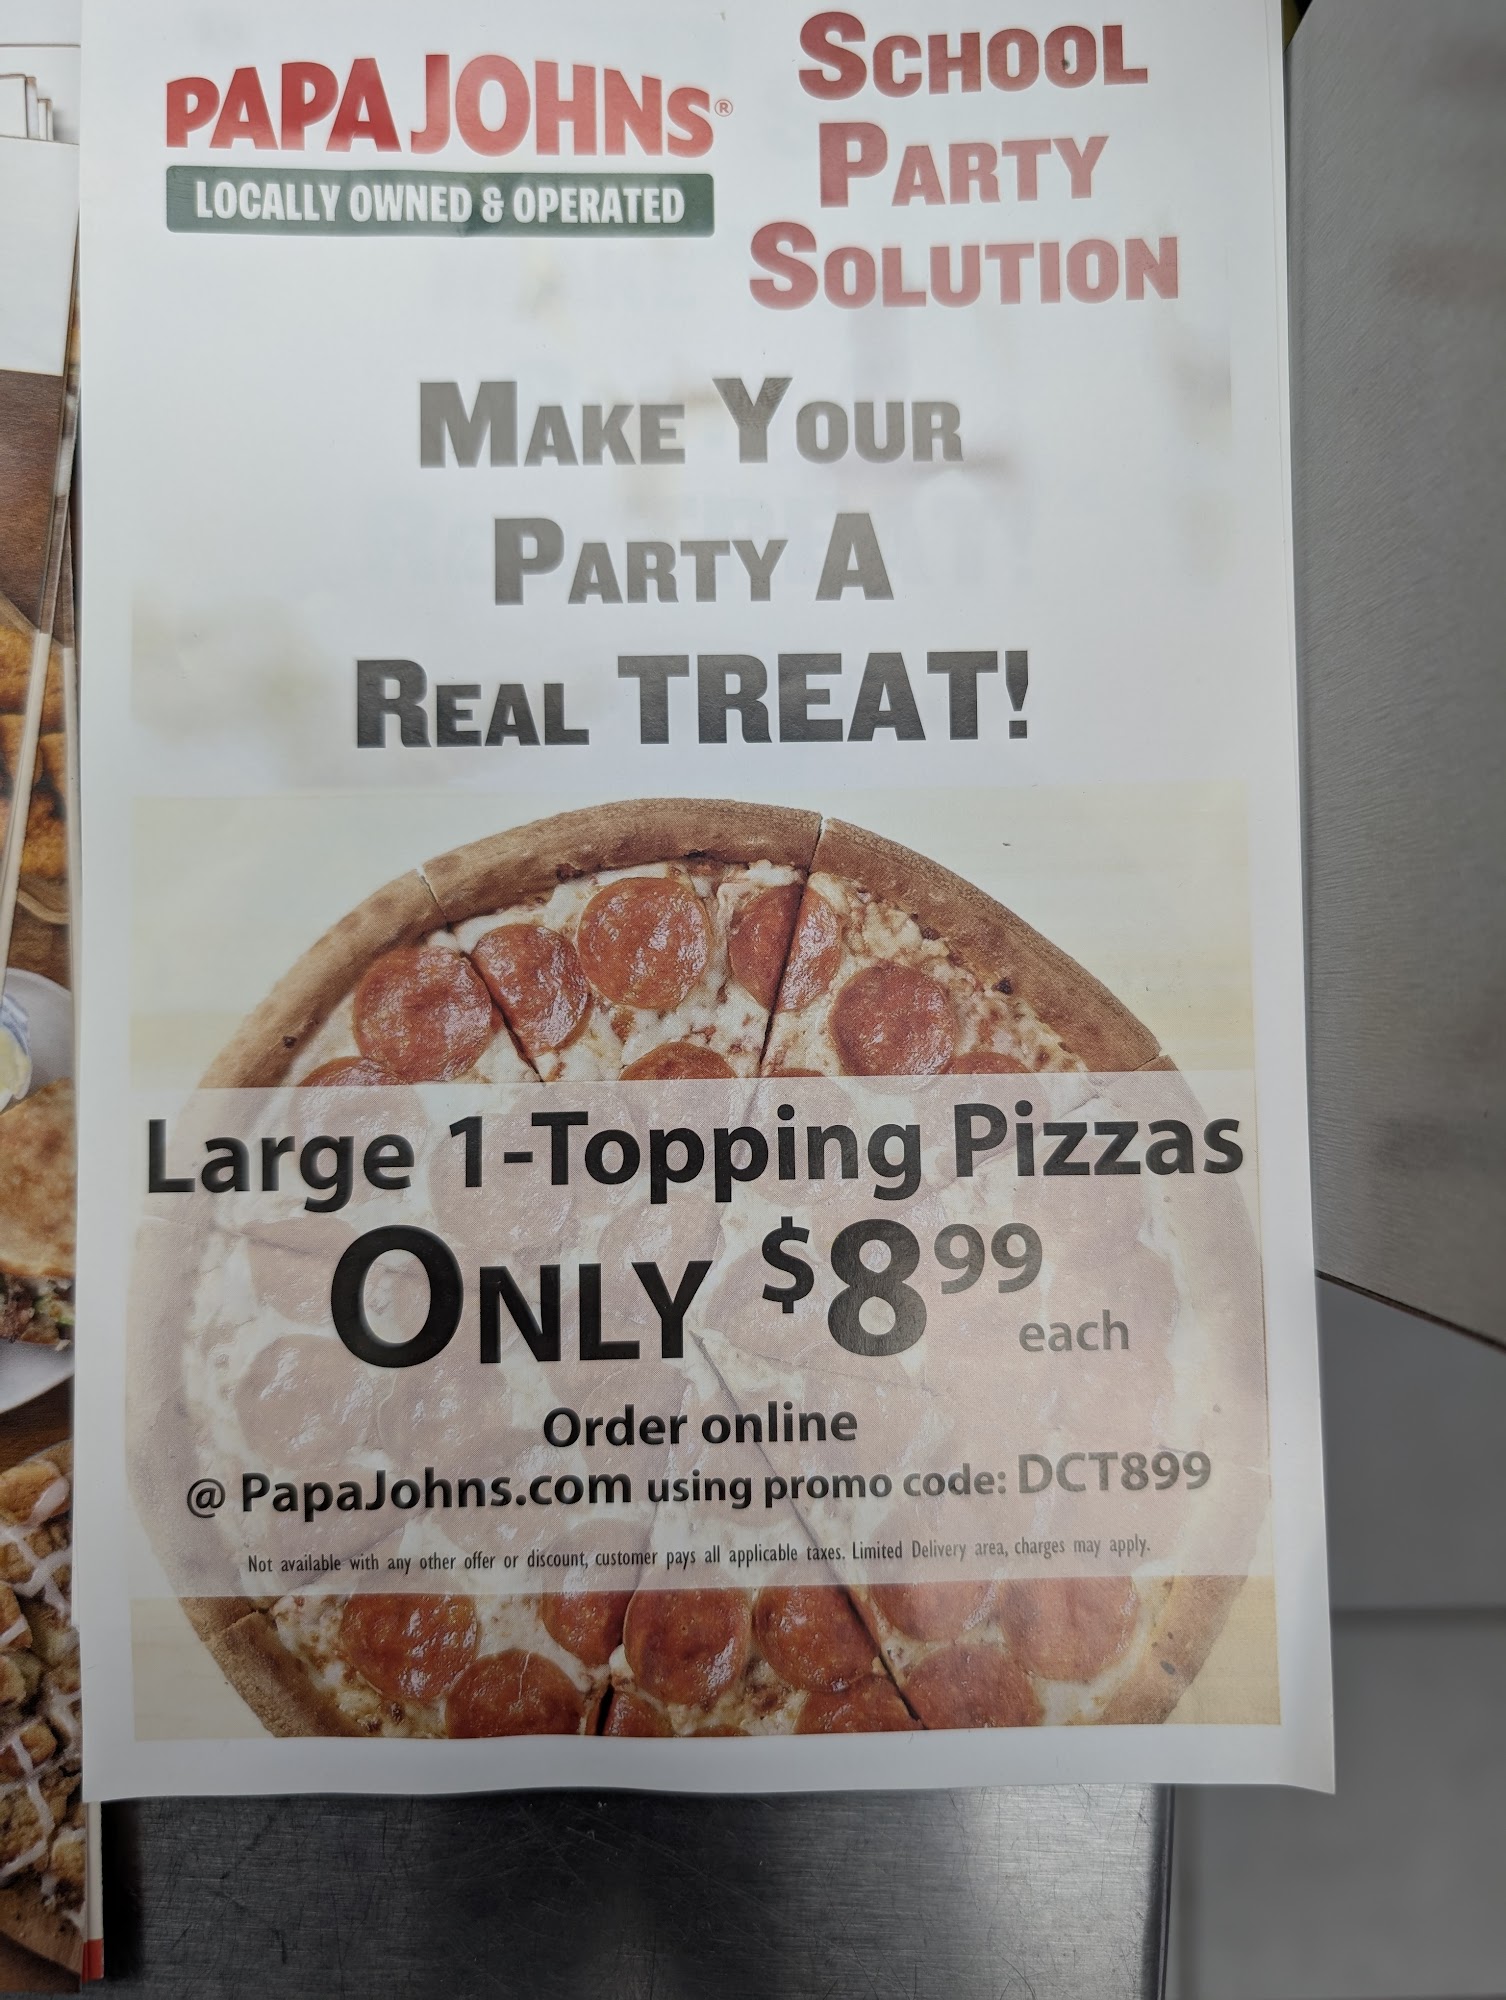 PAPA JOHNS®
LOCALLY OWNED & OPERATED
SCHOOL
PARTY
SOLUTION
MAKE YOUR
PARTY A
REAL TREAT!
Large 1-Topping Pizzas
ONLY $8.99 each
Order online
@ PapaJohns.com using promo code: DCT899
Not available with any other offer or discount, customer pays all applicable taxes. Limited Delivery area, charges may apply.